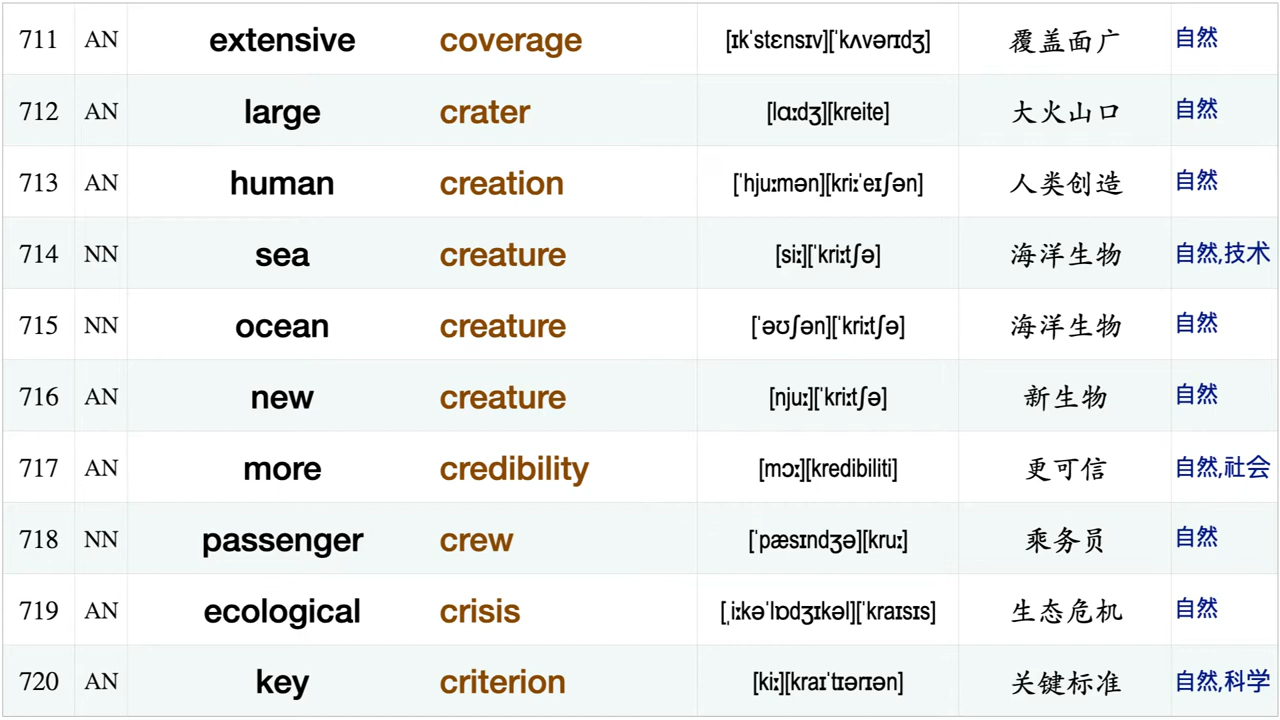 711 AN extensive coverage [ɪkˈstɛnsɪv][ˈkʌvərɪdʒ] 覆盖面广 自然
712 AN large crater [lɑːdʒ][kreite] 大火山口 自然
713 AN human creation [ˈhjuːmən][kriːˈeɪʃən] 人类创造 自然
714 NN sea creature [siː][ˈkriːtʃə] 海洋生物 自然,技术
715 NN ocean creature [ˈəʊʃən][ˈkriːtʃə] 海洋生物 自然
716 AN new creature [njuː][ˈkriːtʃə] 新生物 自然
717 AN more credibility [mɔː][kredibiliti] 更可信 自然,社会
718 NN passenger crew [ˈpæsɪndʒə][kruː] 乘务员 自然
719 AN ecological crisis [ˌiːkəˈlɒdʒɪkəl][ˈkraɪsɪs] 生态危机 自然
720 AN key criterion [kiː][kraɪˈtɪərɪən] 关键标准 自然,科学